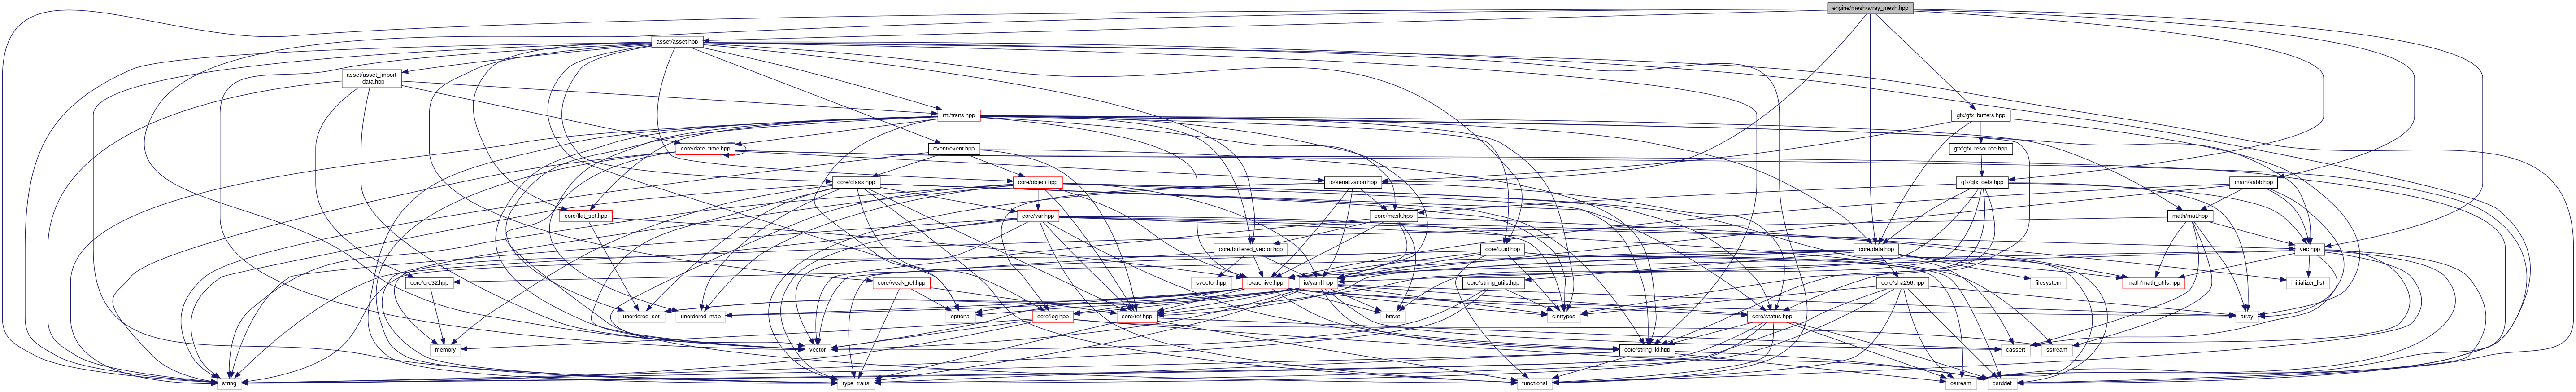 engine/mesh/array_mesh.hpp
asset/asset.hpp
asset/asset_import
_data.hpp
rtti/traits.hpp
gfx/gfx_buffers.hpp
core/date_time.hpp
event/event.hpp
gfx/gfx_resource.hpp
core/class.hpp
core/object.hpp
io/serialization.hpp
gfx/gfx_defs.hpp
math/aabb.hpp
core/flat_set.hpp
core/var.hpp
core/mask.hpp
math/mat.hpp
core/buffered_vector.hpp
core/uuid.hpp
core/data.hpp
vec.hpp
core/crc32.hpp
core/weak_ref.hpp
svector.hpp
io/archive.hpp
io/yaml.hpp
core/string_utils.hpp
core/sha256.hpp
filesystem
math/math_utils.hpp
initializer_list
unordered_set
unordered_map
optional
core/log.hpp
core/ref.hpp
bitset
cinttypes
core/status.hpp
array
memory
vector
core/string_id.hpp
cassert
sstream
string
type_traits
functional
ostream
cstddef